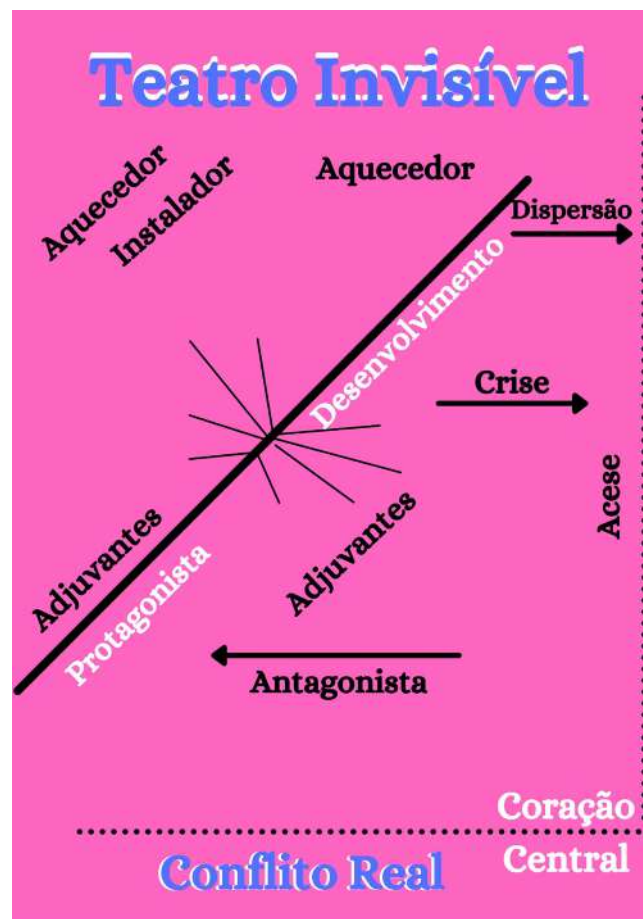 Teatro Invisível
Aquecedor
Instalador
Aquecedor
Dispersão
Desenvolvimento
Crise
Acese
Adjuvantes
Protagonista
Adjuvantes
Antagonista
Coração
Central
Conflito Real